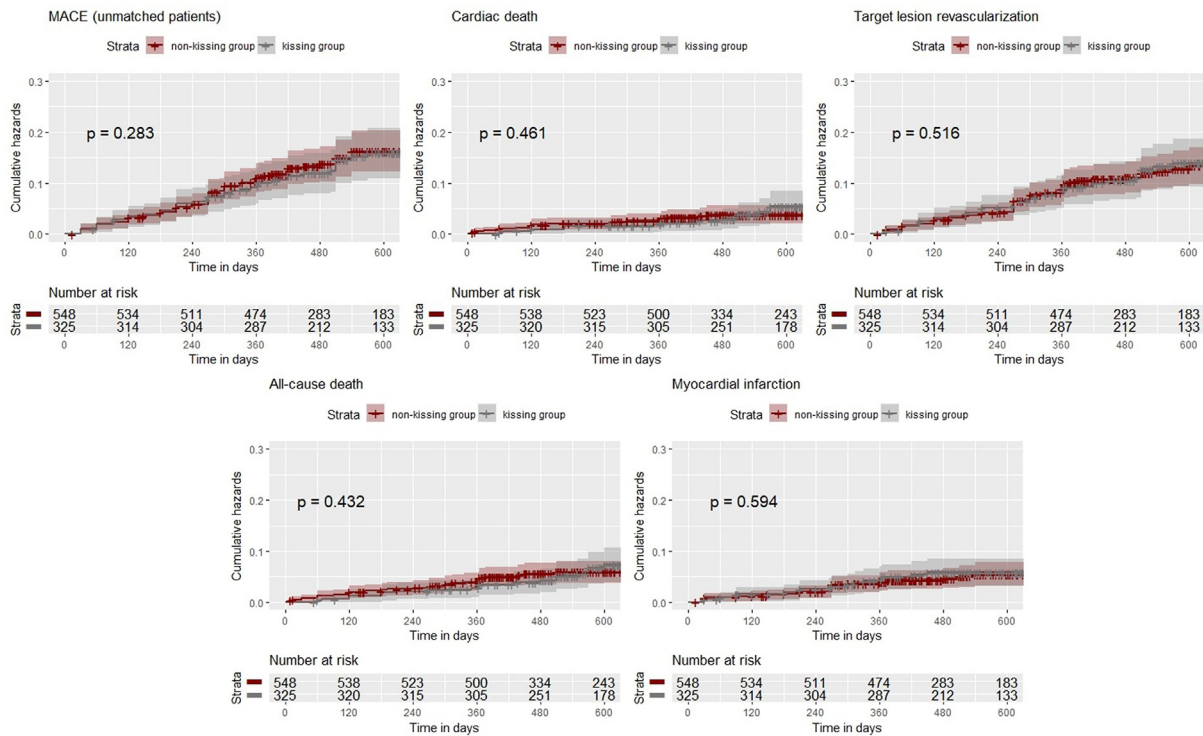 MACE (unmatched patients)
Strata non-kissing group kissing group
Cumulative hazards
0.3
0.2
0.1
0.0
p = 0.283
0 120 240 360 480 600
Time in days
Number at risk
Strata
548 534 511 474 283 183
325 314 304 287 212 133
0 120 240 360 480 600
Time in days
Cardiac death
Strata non-kissing group kissing group
Cumulative hazards
0.3
0.2
0.1
0.0
p = 0.461
0 120 240 360 480 600
Time in days
Number at risk
Strata
548 538 523 500 334 243
325 320 315 305 251 178
0 120 240 360 480 600
Time in days
Target lesion revascularization
Strata non-kissing group kissing group
Cumulative hazards
0.3
0.2
0.1
0.0
p = 0.516
0 120 240 360 480 600
Time in days
Number at risk
Strata
548 534 511 474 283 183
325 314 304 287 212 133
0 120 240 360 480 600
Time in days
All-cause death
Strata non-kissing group kissing group
Cumulative hazards
0.3
0.2
0.1
0.0
p = 0.432
0 120 240 360 480 600
Time in days
Number at risk
Strata
548 538 523 500 334 243
325 320 315 305 251 178
0 120 240 360 480 600
Time in days
Myocardial infarction
Strata non-kissing group kissing group
Cumulative hazards
0.3
0.2
0.1
0.0
p = 0.594
0 120 240 360 480 600
Time in days
Number at risk
Strata
548 534 511 474 283 183
325 314 304 287 212 133
0 120 240 360 480 600
Time in days